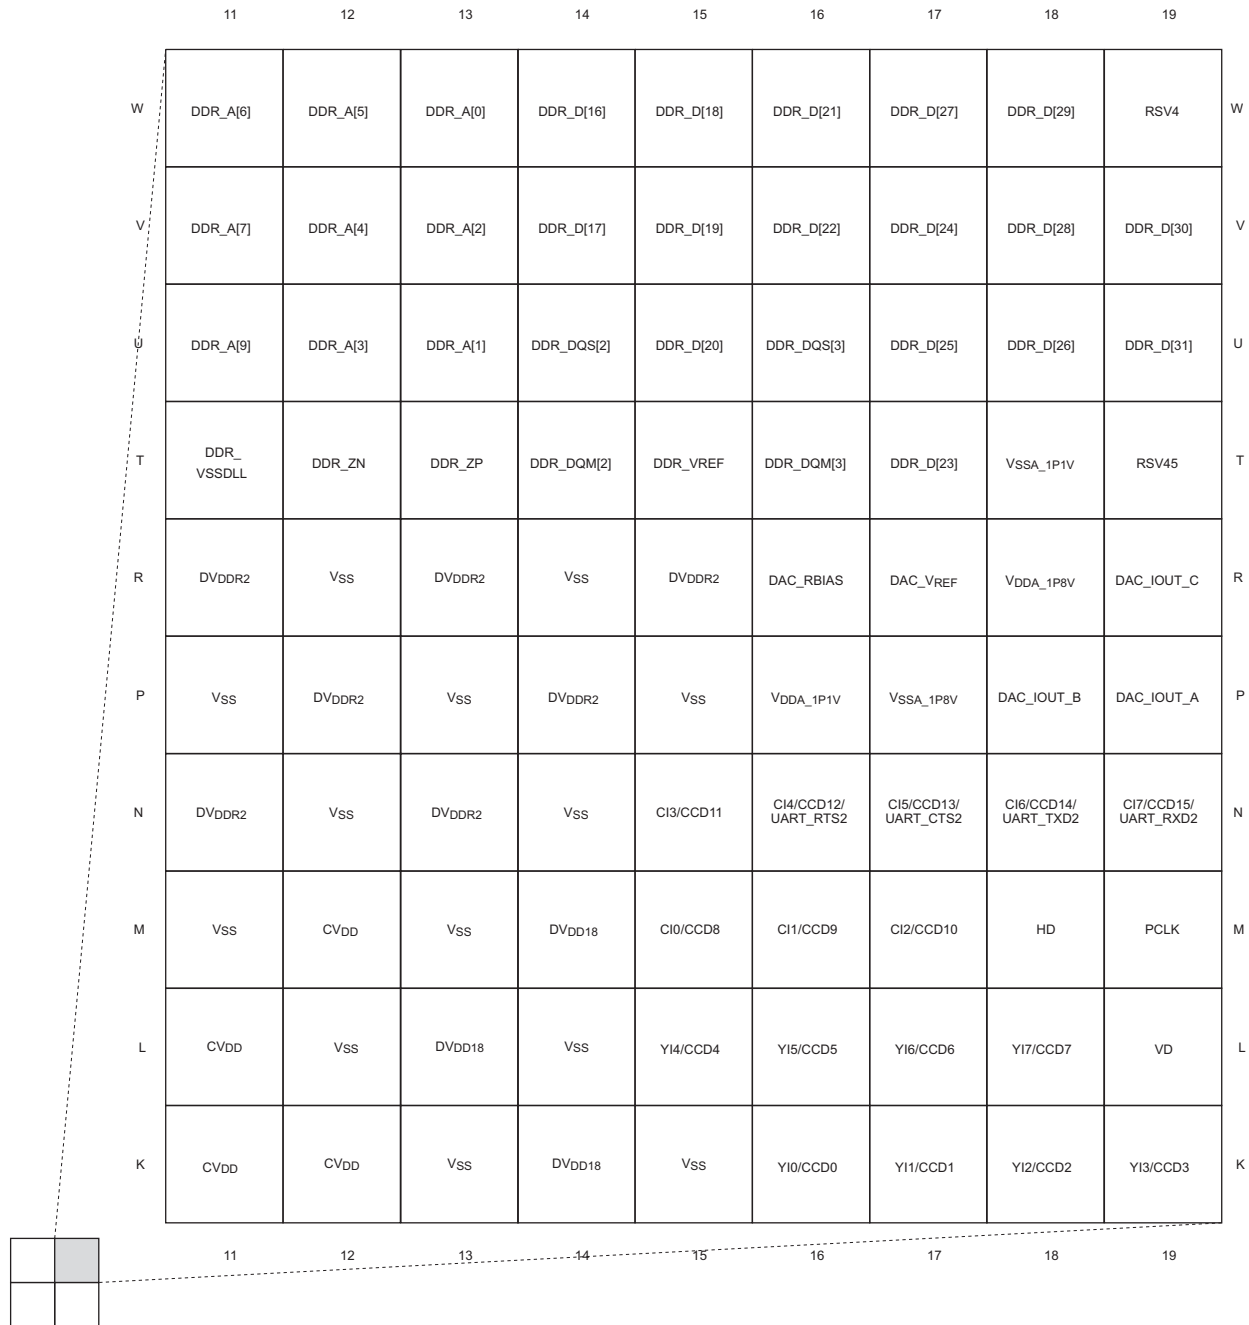 11 12 13 14 15 16 17 18 19
W DDR_A[6] DDR_A[5] DDR_A[0] DDR_D[16] DDR_D[18] DDR_D[21] DDR_D[27] DDR_D[29] RSV4 W
V DDR_A[7] DDR_A[4] DDR_A[2] DDR_D[17] DDR_D[19] DDR_D[22] DDR_D[24] DDR_D[28] DDR_D[30] V
U DDR_A[9] DDR_A[3] DDR_A[1] DDR_DQS[2] DDR_D[20] DDR_DQS[3] DDR_D[25] DDR_D[26] DDR_D[31] U
DDR_
T VSSDLL DDR_ZN DDR_ZP DDR_DQM[2] DDR_VREF DDR_DQM[3] DDR_D[23] VSSA_1P1V RSV45 T
R DVDDR2 VSS DVDDR2 VSS DVDDR2 DAC_RBIAS DAC_VREF VDDA_1P8V DAC_IOUT_C R
P VSS DVDDR2 VSS DVDDR2 VSS VDDA_1P1V VSSA_1P8V DAC_IOUT_B DAC_IOUT_A P
CI4/CCD12/ CI5/CCD13/ CI6/CCD14/ CI7/CCD15/
N DVDDR2 VSS DVDDR2 VSS CI3/CCD11 UART_RTS2 UART_CTS2 UART_TXD2 UART_RXD2 N
M VSS CVDD VSS DVDD18 CI0/CCD8 CI1/CCD9 CI2/CCD10 HD PCLK M
L CVDD VSS DVDD18 VSS YI4/CCD4 YI5/CCD5 YI6/CCD6 YI7/CCD7 VD L
K CVDD CVDD VSS DVDD18 VSS YI0/CCD0 YI1/CCD1 YI2/CCD2 YI3/CCD3 K
11 12 13 14 15 16 17 18 19